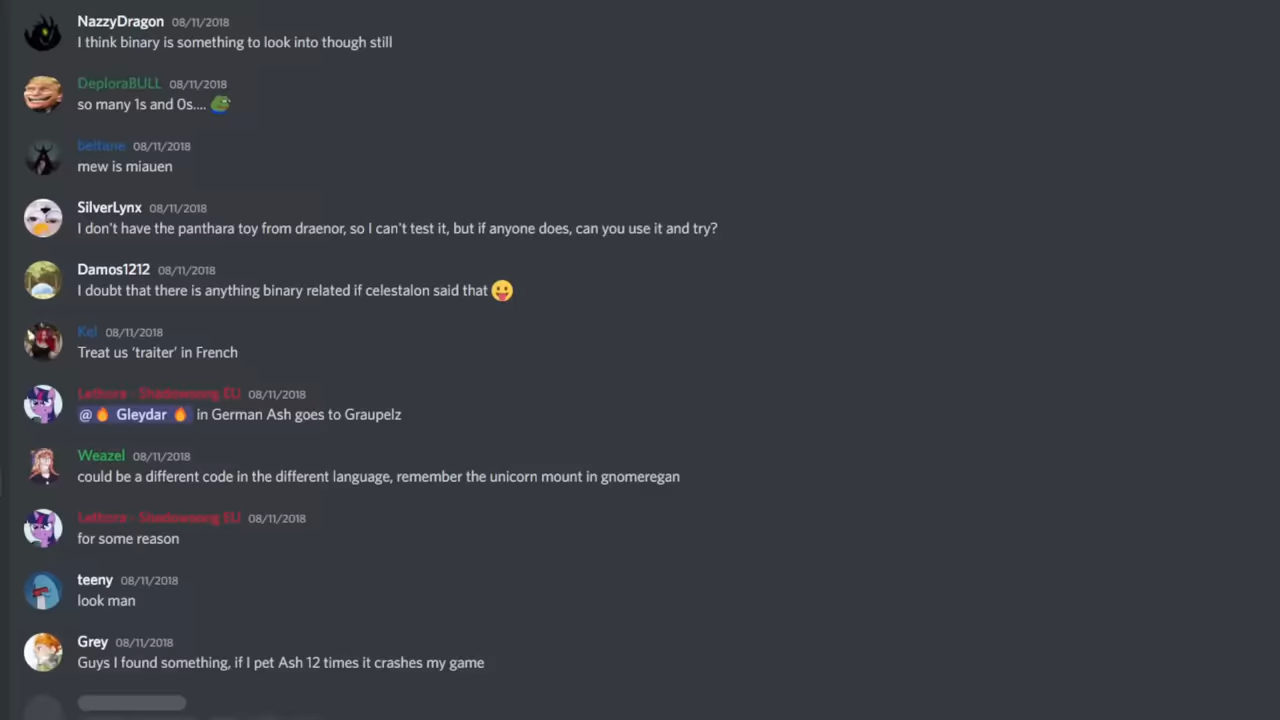 NazzyDragon 08/11/2018
I think binary is something to look into though still
DeploraBULL 08/11/2018
so many 1s and 0s....
beltane 08/11/2018
mew is miauen
SilverLynx 08/11/2018
I don't have the panthara toy from draenor, so I can't test it, but if anyone does, can you use it and try?
Damos1212 08/11/2018
I doubt that there is anything binary related if celestalon said that 😛
Kel 08/11/2018
Treat us 'traiter' in French
08/11/2018
@🔥 Gleydar 🔥 in German Ash goes to Graupelz
Weazel 08/11/2018
could be a different code in the different language, remember the unicorn mount in gnomeregan
08/11/2018
for some reason
teeny 08/11/2018
look man
Grey 08/11/2018
Guys I found something, if I pet Ash 12 times it crashes my game